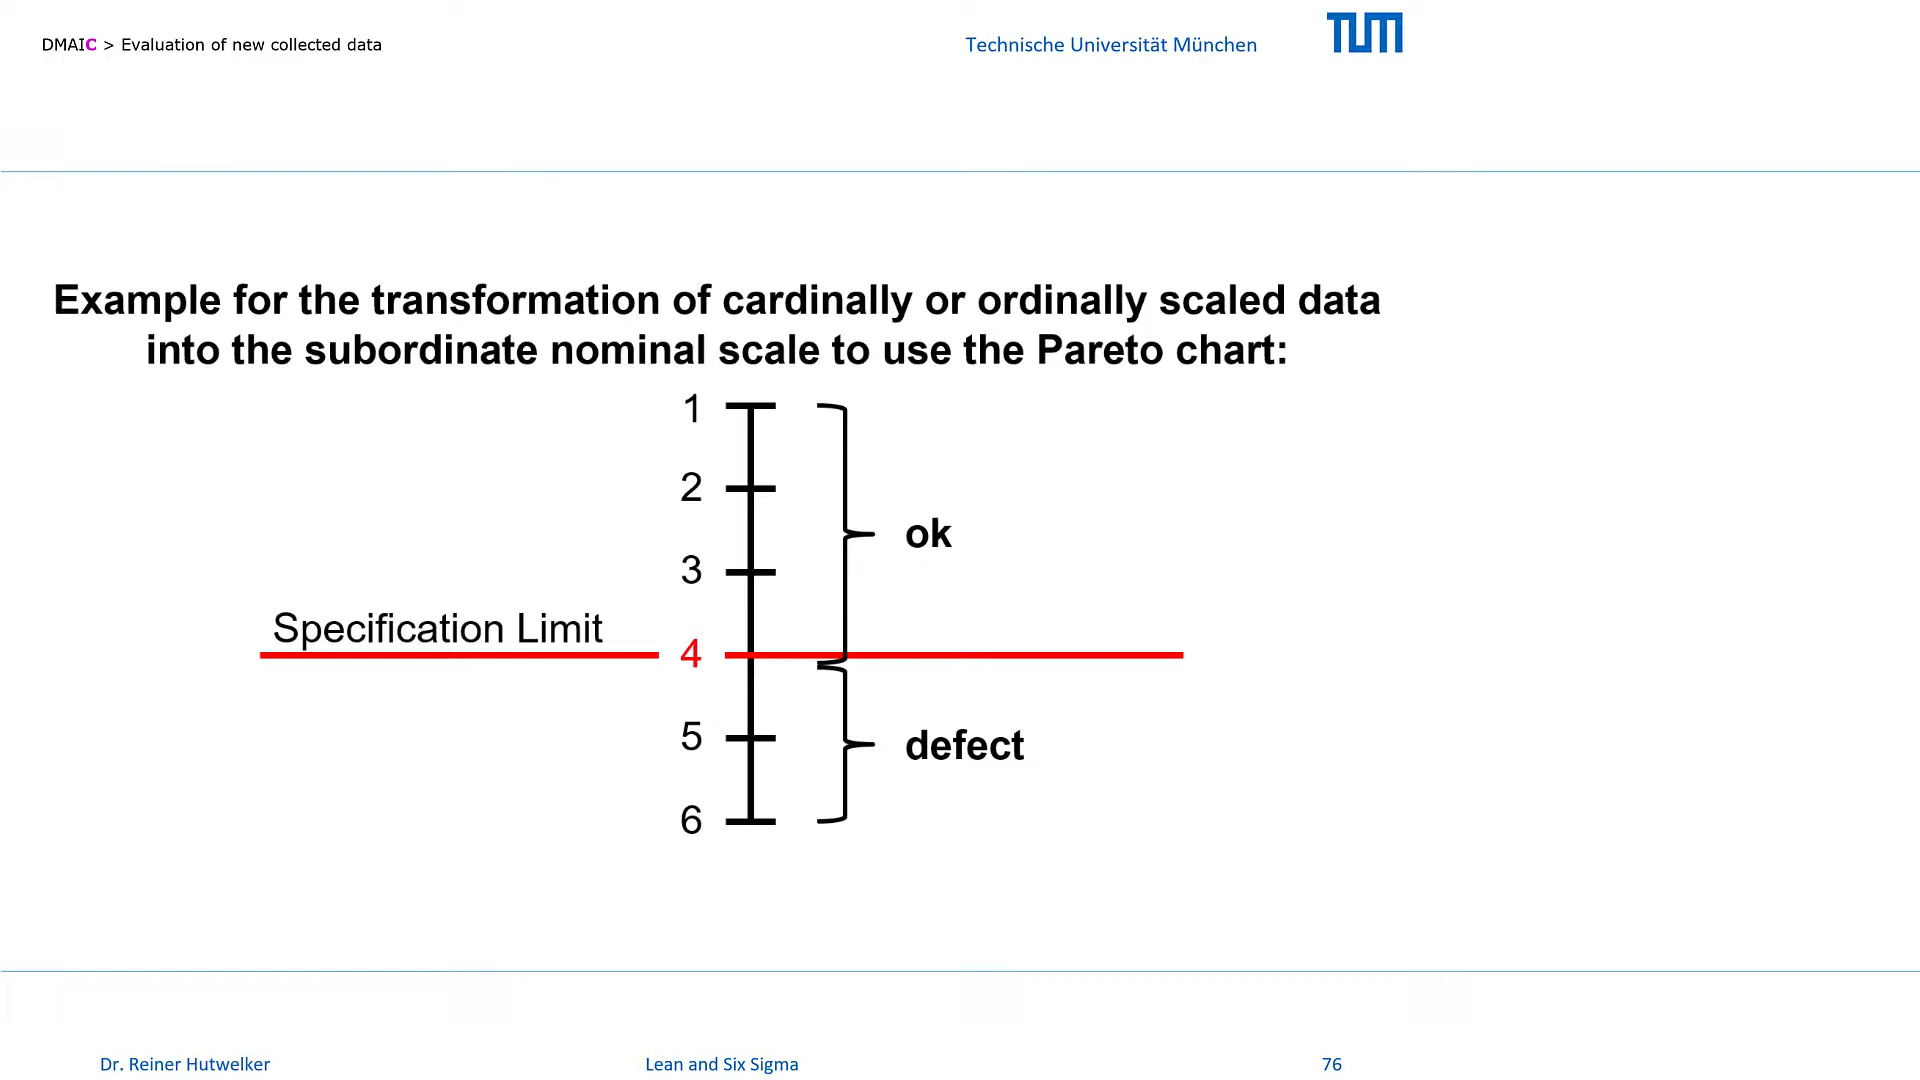 DMAIC > Evaluation of new collected data
Technische Universität München
TUM
Example for the transformation of cardinally or ordinally scaled data
into the subordinate nominal scale to use the Pareto chart:
1
2
ok
3
Specification Limit
4
5
defect
6
Dr. Reiner Hutwelker
Lean and Six Sigma
76